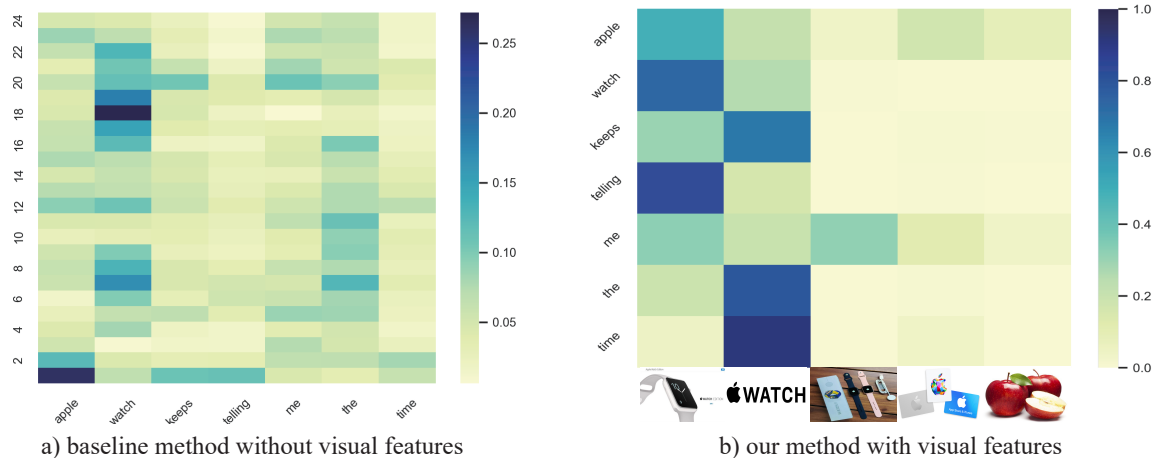 24
22
20
18
16
14
12
10
8
6
4
2
apple
watch
keeps
telling
me
the
time
0.25
0.20
0.15
0.10
0.05
a) baseline method without visual features
apple
watch
keeps
telling
me
the
time
1.0
0.8
0.6
0.4
0.2
0.0
WATCH
b) our method with visual features